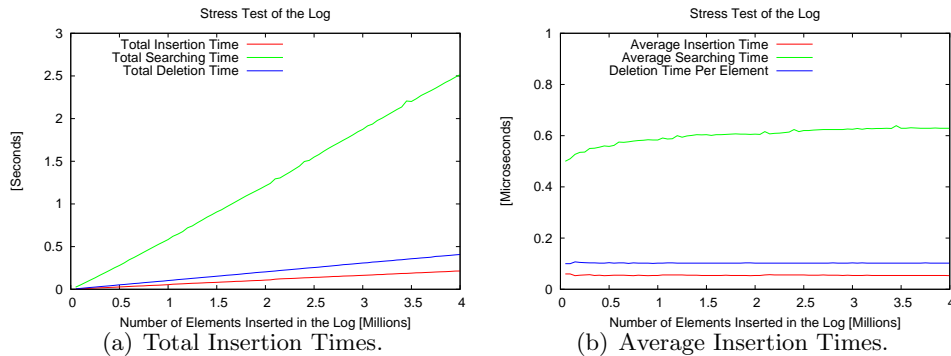 Stress Test of the Log
3
2.5
2
1.5
1
0.5
0
0 0.5 1 1.5 2 2.5 3 3.5 4
[Seconds]
Number of Elements Inserted in the Log [Millions]
Total Insertion Time
Total Searching Time
Total Deletion Time
(a) Total Insertion Times.
Stress Test of the Log
1
0.8
0.6
0.4
0.2
0
0 0.5 1 1.5 2 2.5 3 3.5 4
[Microseconds]
Number of Elements Inserted in the Log [Millions]
Average Insertion Time
Average Searching Time
Deletion Time Per Element
(b) Average Insertion Times.